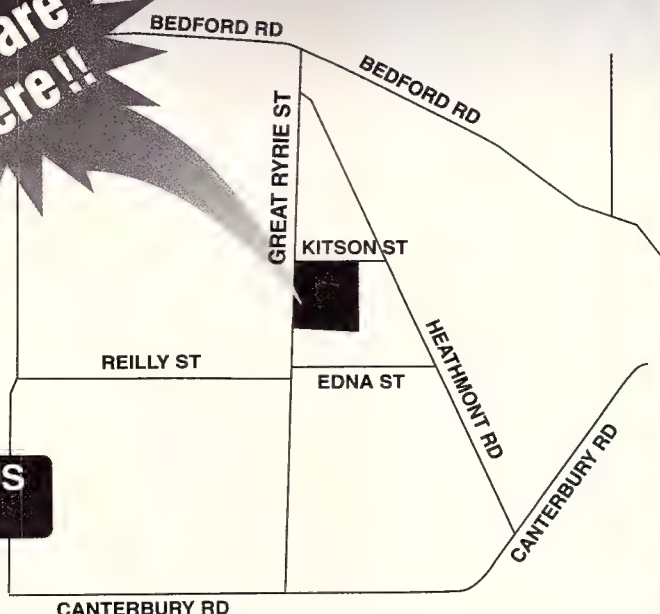 are
ere!!
BEDFORD RD
BEDFORD RD
GREAT RYRIE ST
KITSON ST
HEATHMONT RD
REILLY ST
EDNA ST
S
CANTERBURY RD
CANTERBURY RD